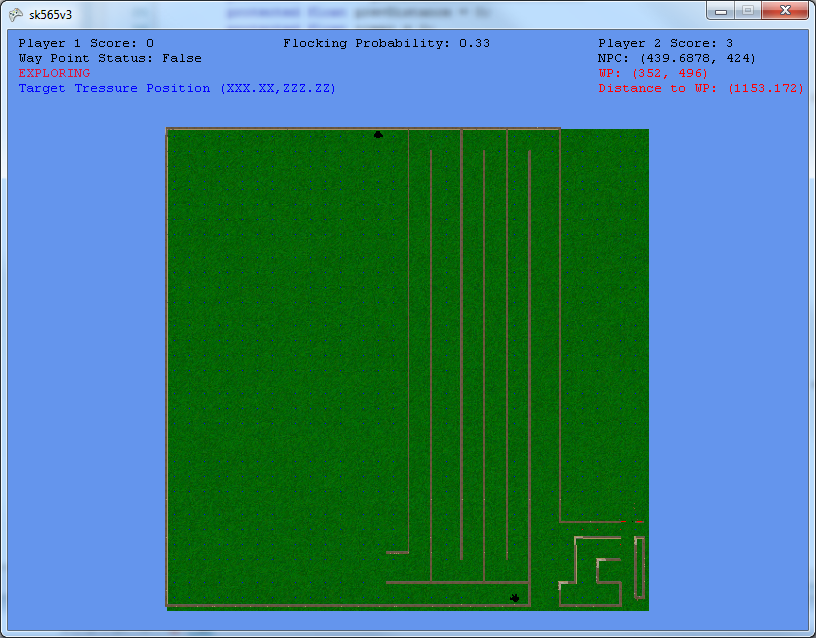 sk565v3
Player 1 Score: 0
Flocking Probability: 0.33
Player 2 Score: 3
Way Point Status: False
NPC: (439.6878, 424)
EXPLORING
WP: (352, 496)
Target Tressure Position (XXX.XX,ZZZ.ZZ)
Distance to WP: (1153.172)